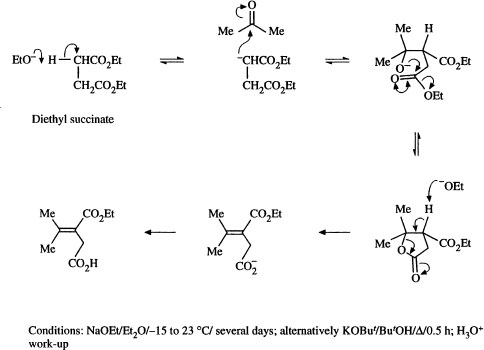 EtO⁻ H CO₂Et
CH₂CO₂Et
Diethyl succinate
O
Me Me
⁻ CO₂Et
CH₂CO₂Et
Me H
Me CO₂Et
O⁻
O OEt
⁻OEt
Me H
Me CO₂Et
O
O
Me CO₂Et
Me
CO₂⁻
Me CO₂Et
Me
CO₂H
Conditions: NaOEt/Et₂O/–15 to 23 °C/ several days; alternatively KOBuᵗ/BuᵗOH/Δ/0.5 h; H₃O⁺
work-up